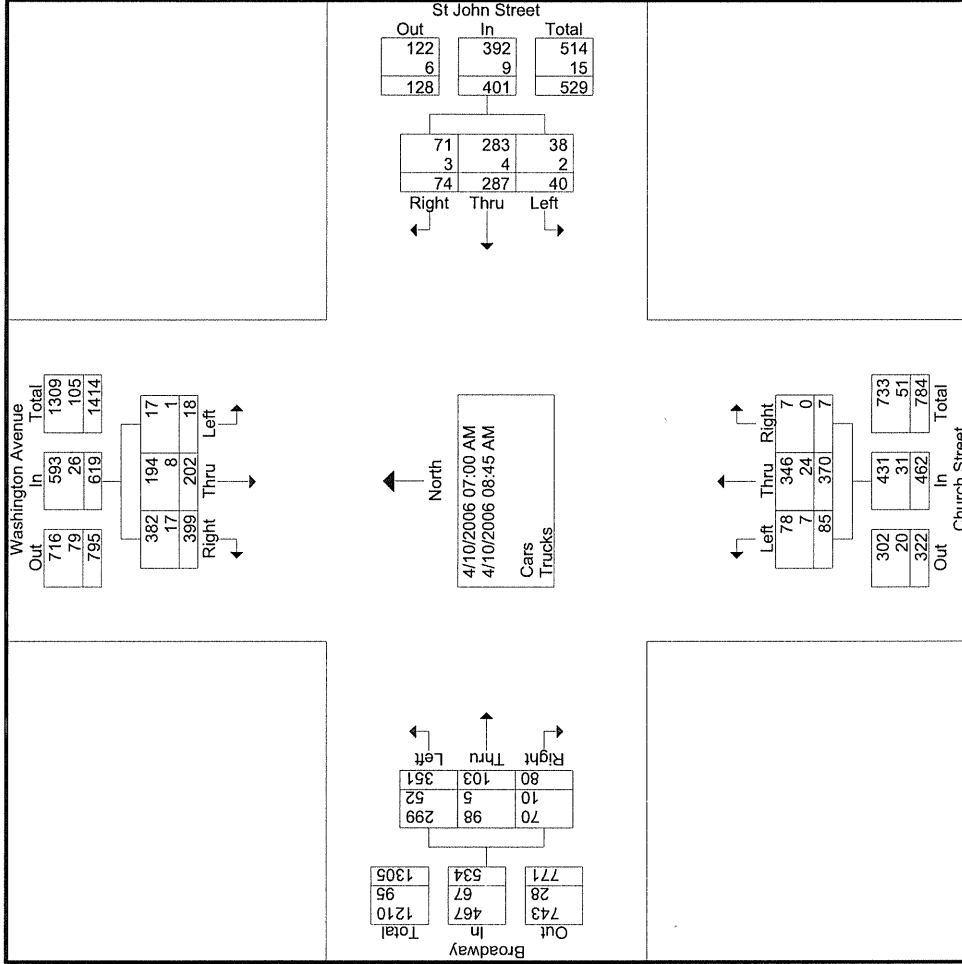 St John Street
Out In Total
122 392 514
6 9 15
128 401 529
71 283 38
3 4 2
74 287 40
Right Thru Left
Washington Avenue
Out In Total
716 593 1309
79 26 105
795 619 1414
382 194 17
17 8 1
399 202 18
Right Thru Left
North
4/10/2006 07:00 AM
4/10/2006 08:45 AM
Cars
Trucks
Left Thru Right
78 346 7
7 24 0
85 370 7
302 431 733
20 31 51
322 462 784
Out In Total
Church Street
Right Thru Left
80 103 351
10 5 52
70 98 299
771 534 1305
28 67 95
743 467 1210
Out In Total
Broadway